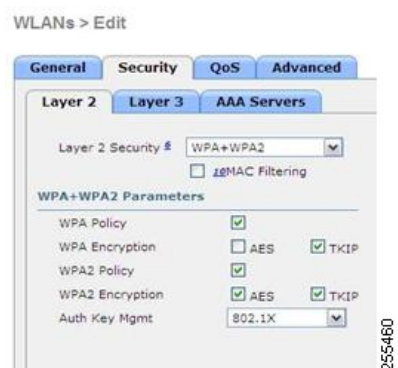 WLANs > Edit
General Security QoS Advanced
Layer 2 Layer 3 AAA Servers
Layer 2 Security 6 WPA+WPA2
10MAC Filtering
WPA+WPA2 Parameters
WPA Policy
WPA Encryption AES TKIP
WPA2 Policy
WPA2 Encryption AES TKIP
Auth Key Mgmt 802.1X
255460